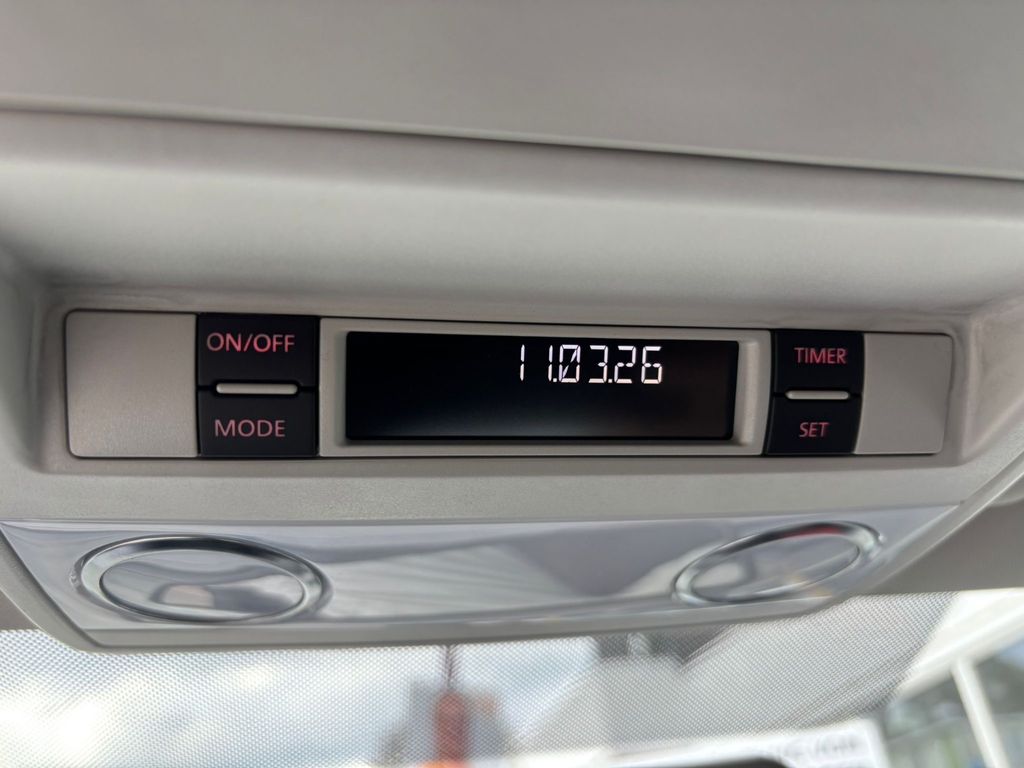 ON/OFF
MODE
11.03.26
TIMER
SET